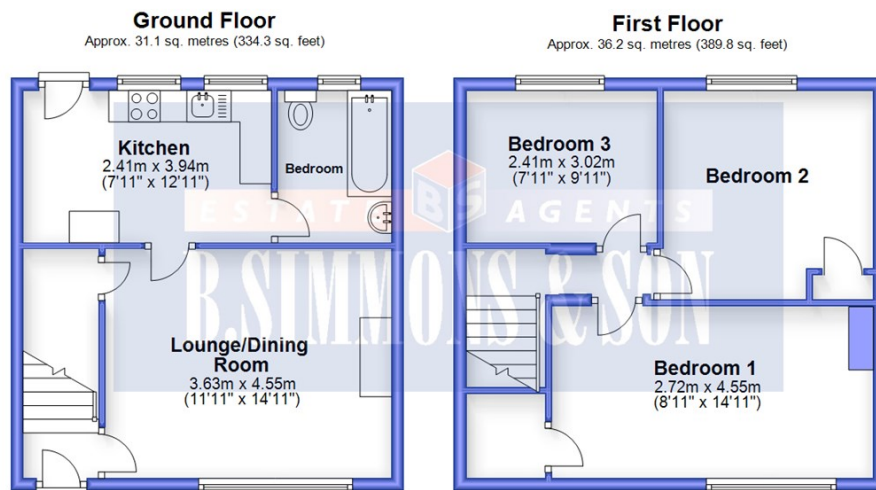 Ground Floor
Approx. 31.1 sq. metres (334.3 sq. feet)
Kitchen
2.41m x 3.94m
(7'11" x 12'11")
Bedroom
Lounge/Dining
Room
3.63m x 4.55m
(11'11" x 14'11")
First Floor
Approx. 36.2 sq. metres (389.8 sq. feet)
Bedroom 3
2.41m x 3.02m
(7'11" x 9'11")
Bedroom 2
Bedroom 1
2.72m x 4.55m
(8'11" x 14'11")
ESTATE BS AGENTS
B.SIMMONS & SON